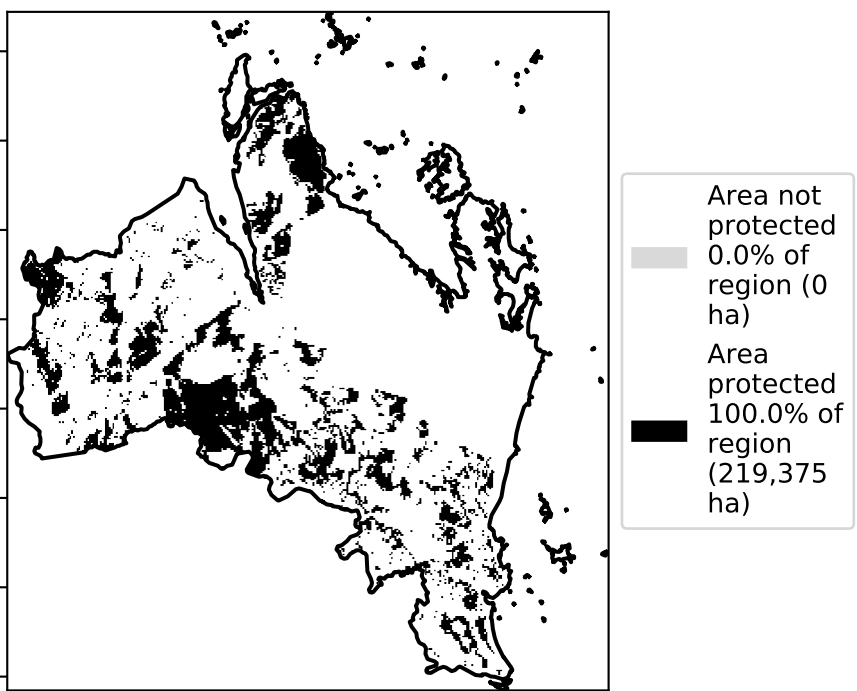 Area not
protected
0.0% of
region (0
ha)
Area
protected
100.0% of
region
(219,375
ha)